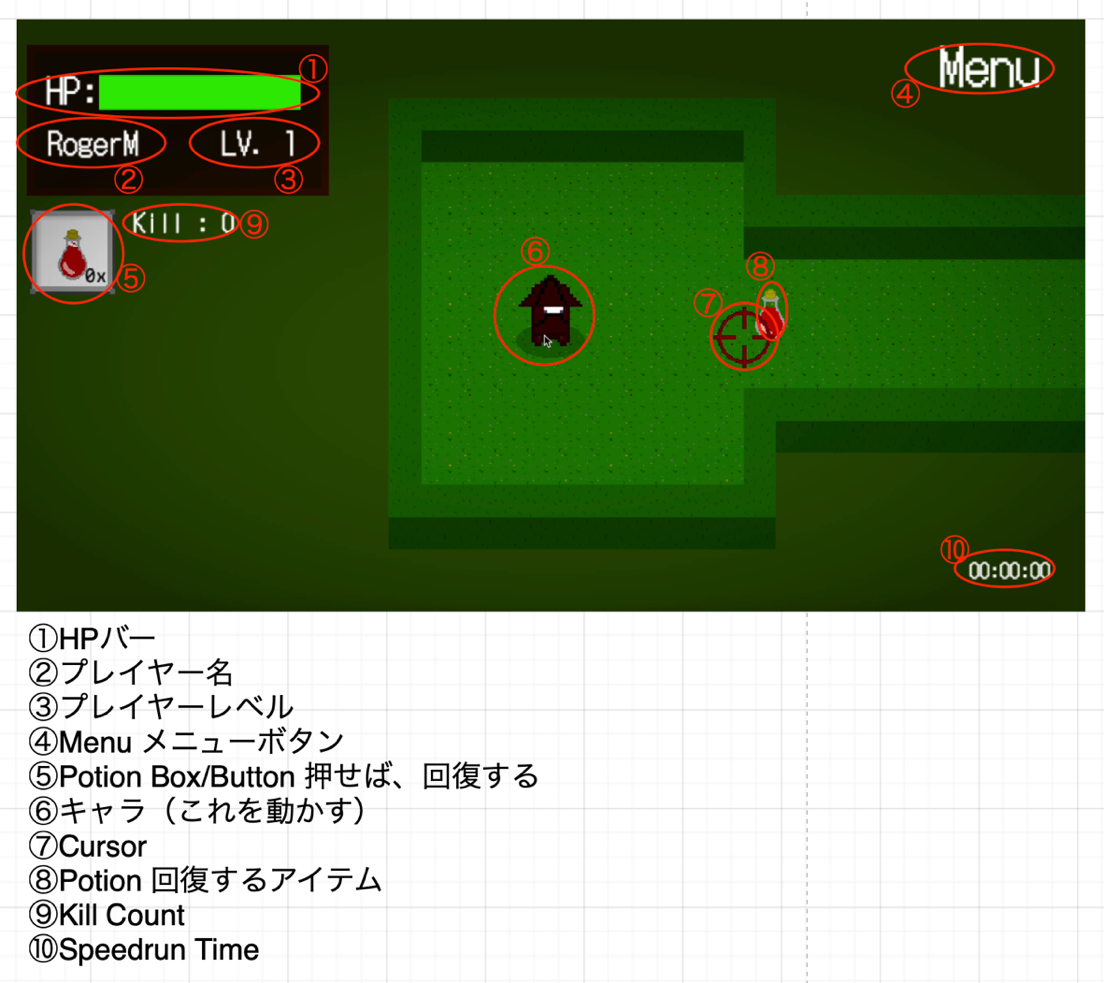 ①
HP:
Menu
④
RogerM
LV. 1
②
③
Kill : 0
⑨
0x
⑤
⑥
⑧
⑦
⑩
00:00:00
①HPバー
②プレイヤー名
③プレイヤーレベル
④Menu メニューボタン
⑤Potion Box/Button 押せば、回復する
⑥キャラ（これを動かす）
⑦Cursor
⑧Potion 回復するアイテム
⑨Kill Count
⑩Speedrun Time